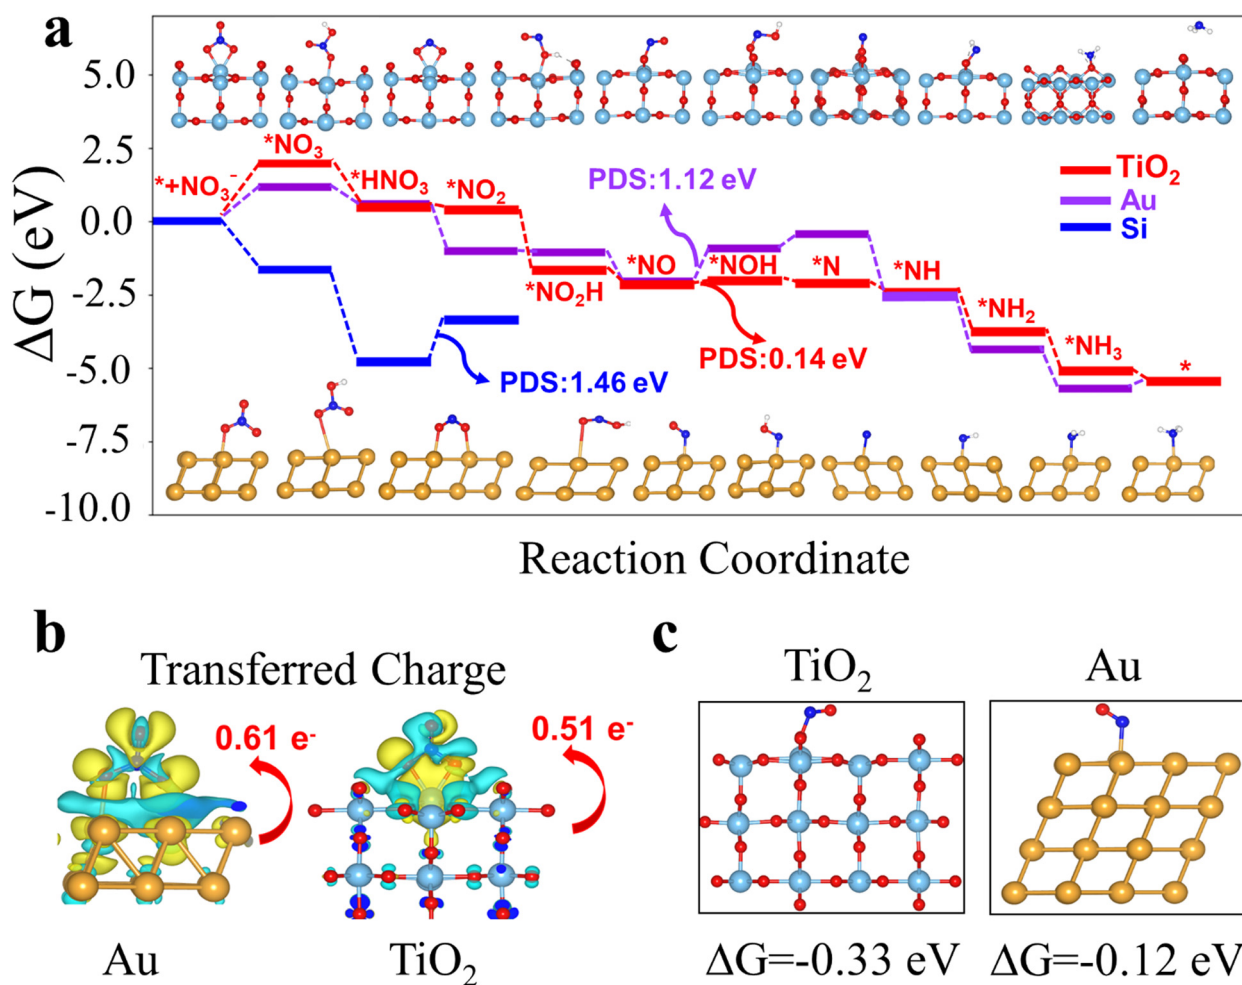 a
5.0
2.5
0.0
-2.5
-5.0
-7.5
-10.0
ΔG (eV)
*+NO₃⁻
*NO₃
*HNO₃
*NO₂
*NO₂H
*NO
*NOH
*N
*NH
*NH₂
*NH₃
*
PDS:1.12 eV
PDS:0.14 eV
PDS:1.46 eV
TiO₂
Au
Si
Reaction Coordinate
b
Transferred Charge
0.61 e⁻
0.51 e⁻
Au
TiO₂
c
TiO₂
Au
ΔG=-0.33 eV
ΔG=-0.12 eV